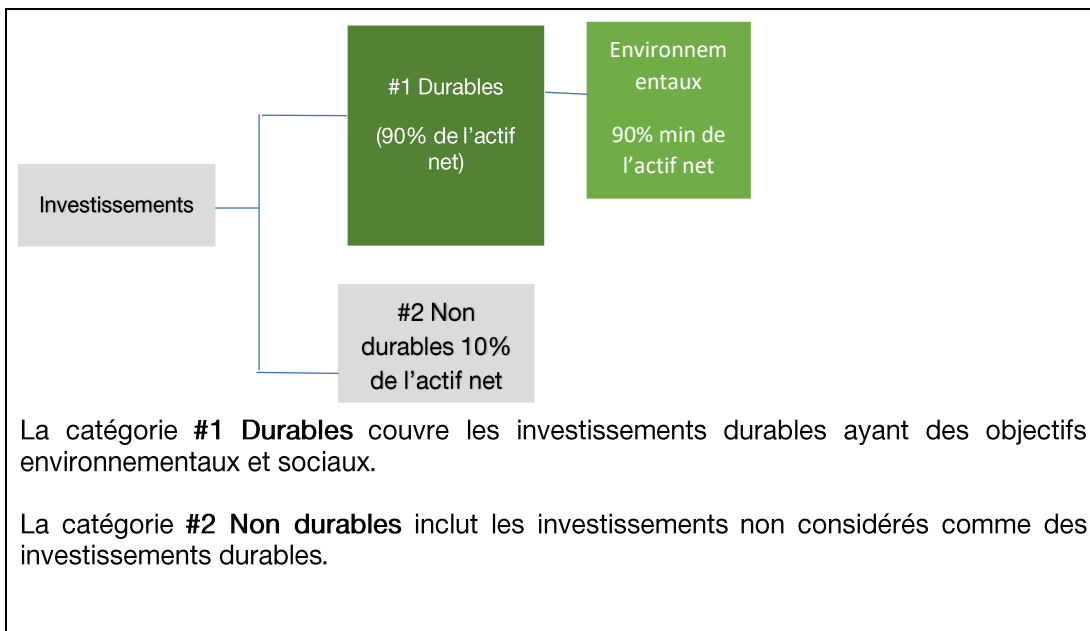 Investissements
#1 Durables
(90% de l’actif
net)
Environnem
entaux
90% min de
l’actif net
#2 Non
durables 10%
de l’actif net
La catégorie #1 Durables couvre les investissements durables ayant des objectifs
environnementaux et sociaux.
La catégorie #2 Non durables inclut les investissements non considérés comme des
investissements durables.